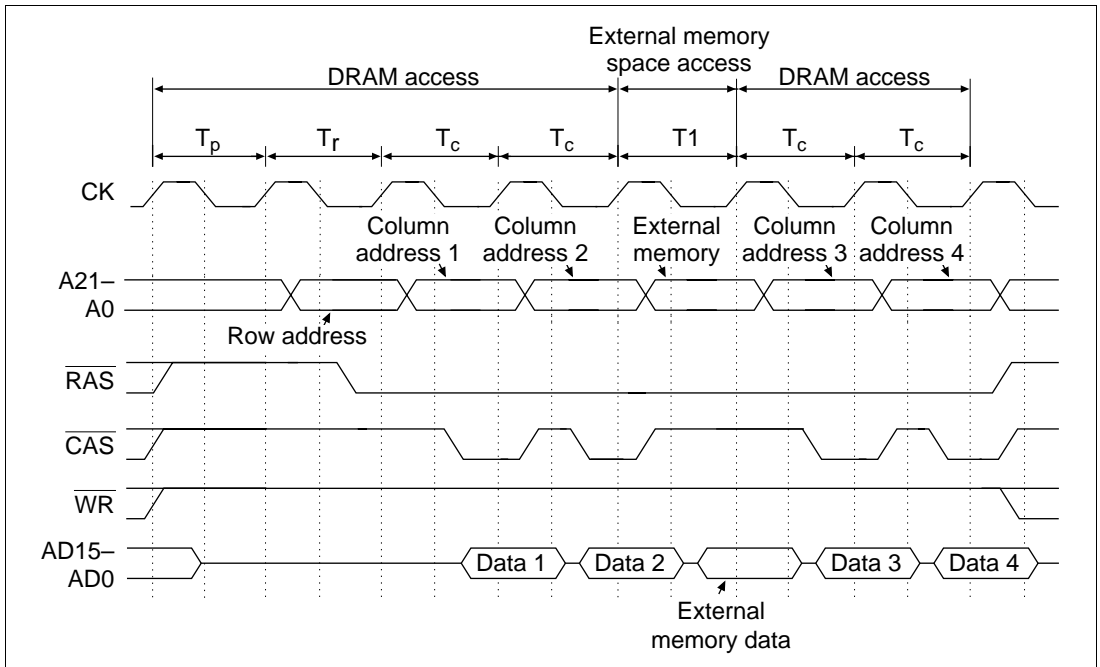 External memory
space access
DRAM access
DRAM access
Tp Tr Tc Tc T1 Tc Tc
CK
Column
address 1
Column
address 2
External
memory
Column
address 3
Column
address 4
A21–
A0
Row address
RAS
CAS
WR
AD15–
AD0
Data 1 Data 2 Data 3 Data 4
External
memory data